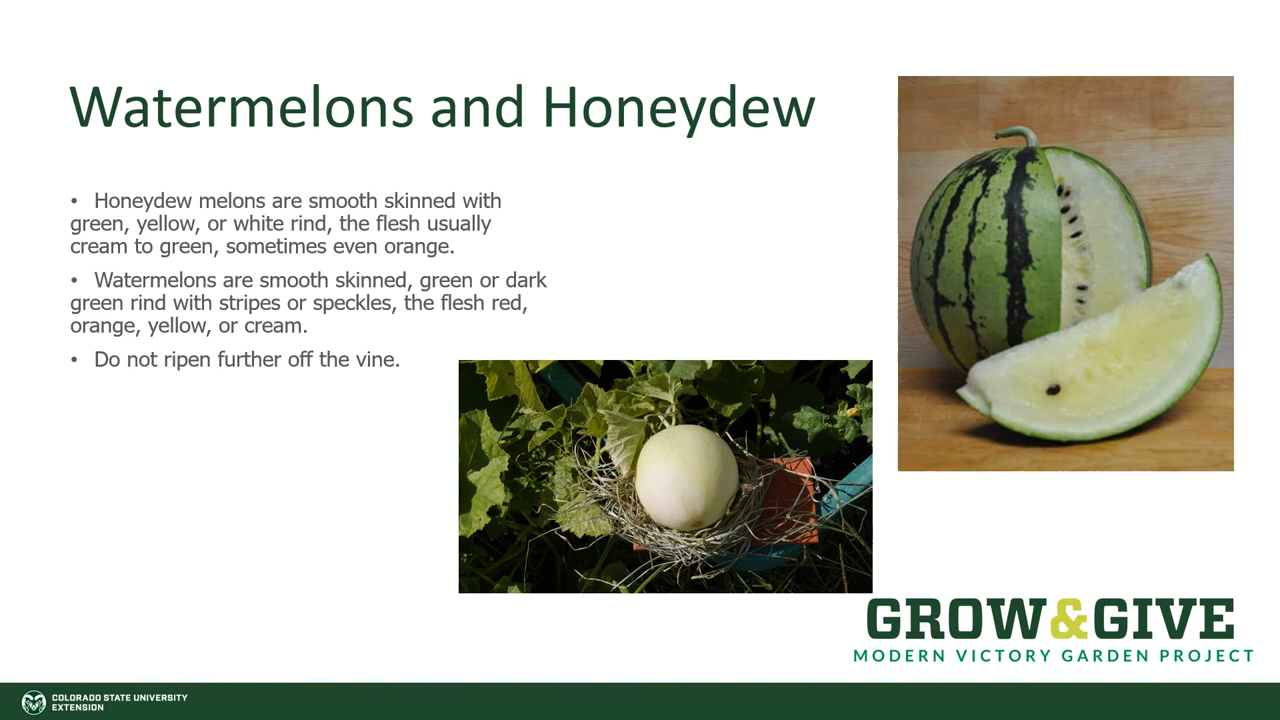 Watermelons and Honeydew
• Honeydew melons are smooth skinned with
green, yellow, or white rind, the flesh usually
cream to green, sometimes even orange.
• Watermelons are smooth skinned, green or dark
green rind with stripes or speckles, the flesh red,
orange, yellow, or cream.
• Do not ripen further off the vine.
GROW&GIVE
MODERN VICTORY GARDEN PROJECT
COLORADO STATE UNIVERSITY
EXTENSION